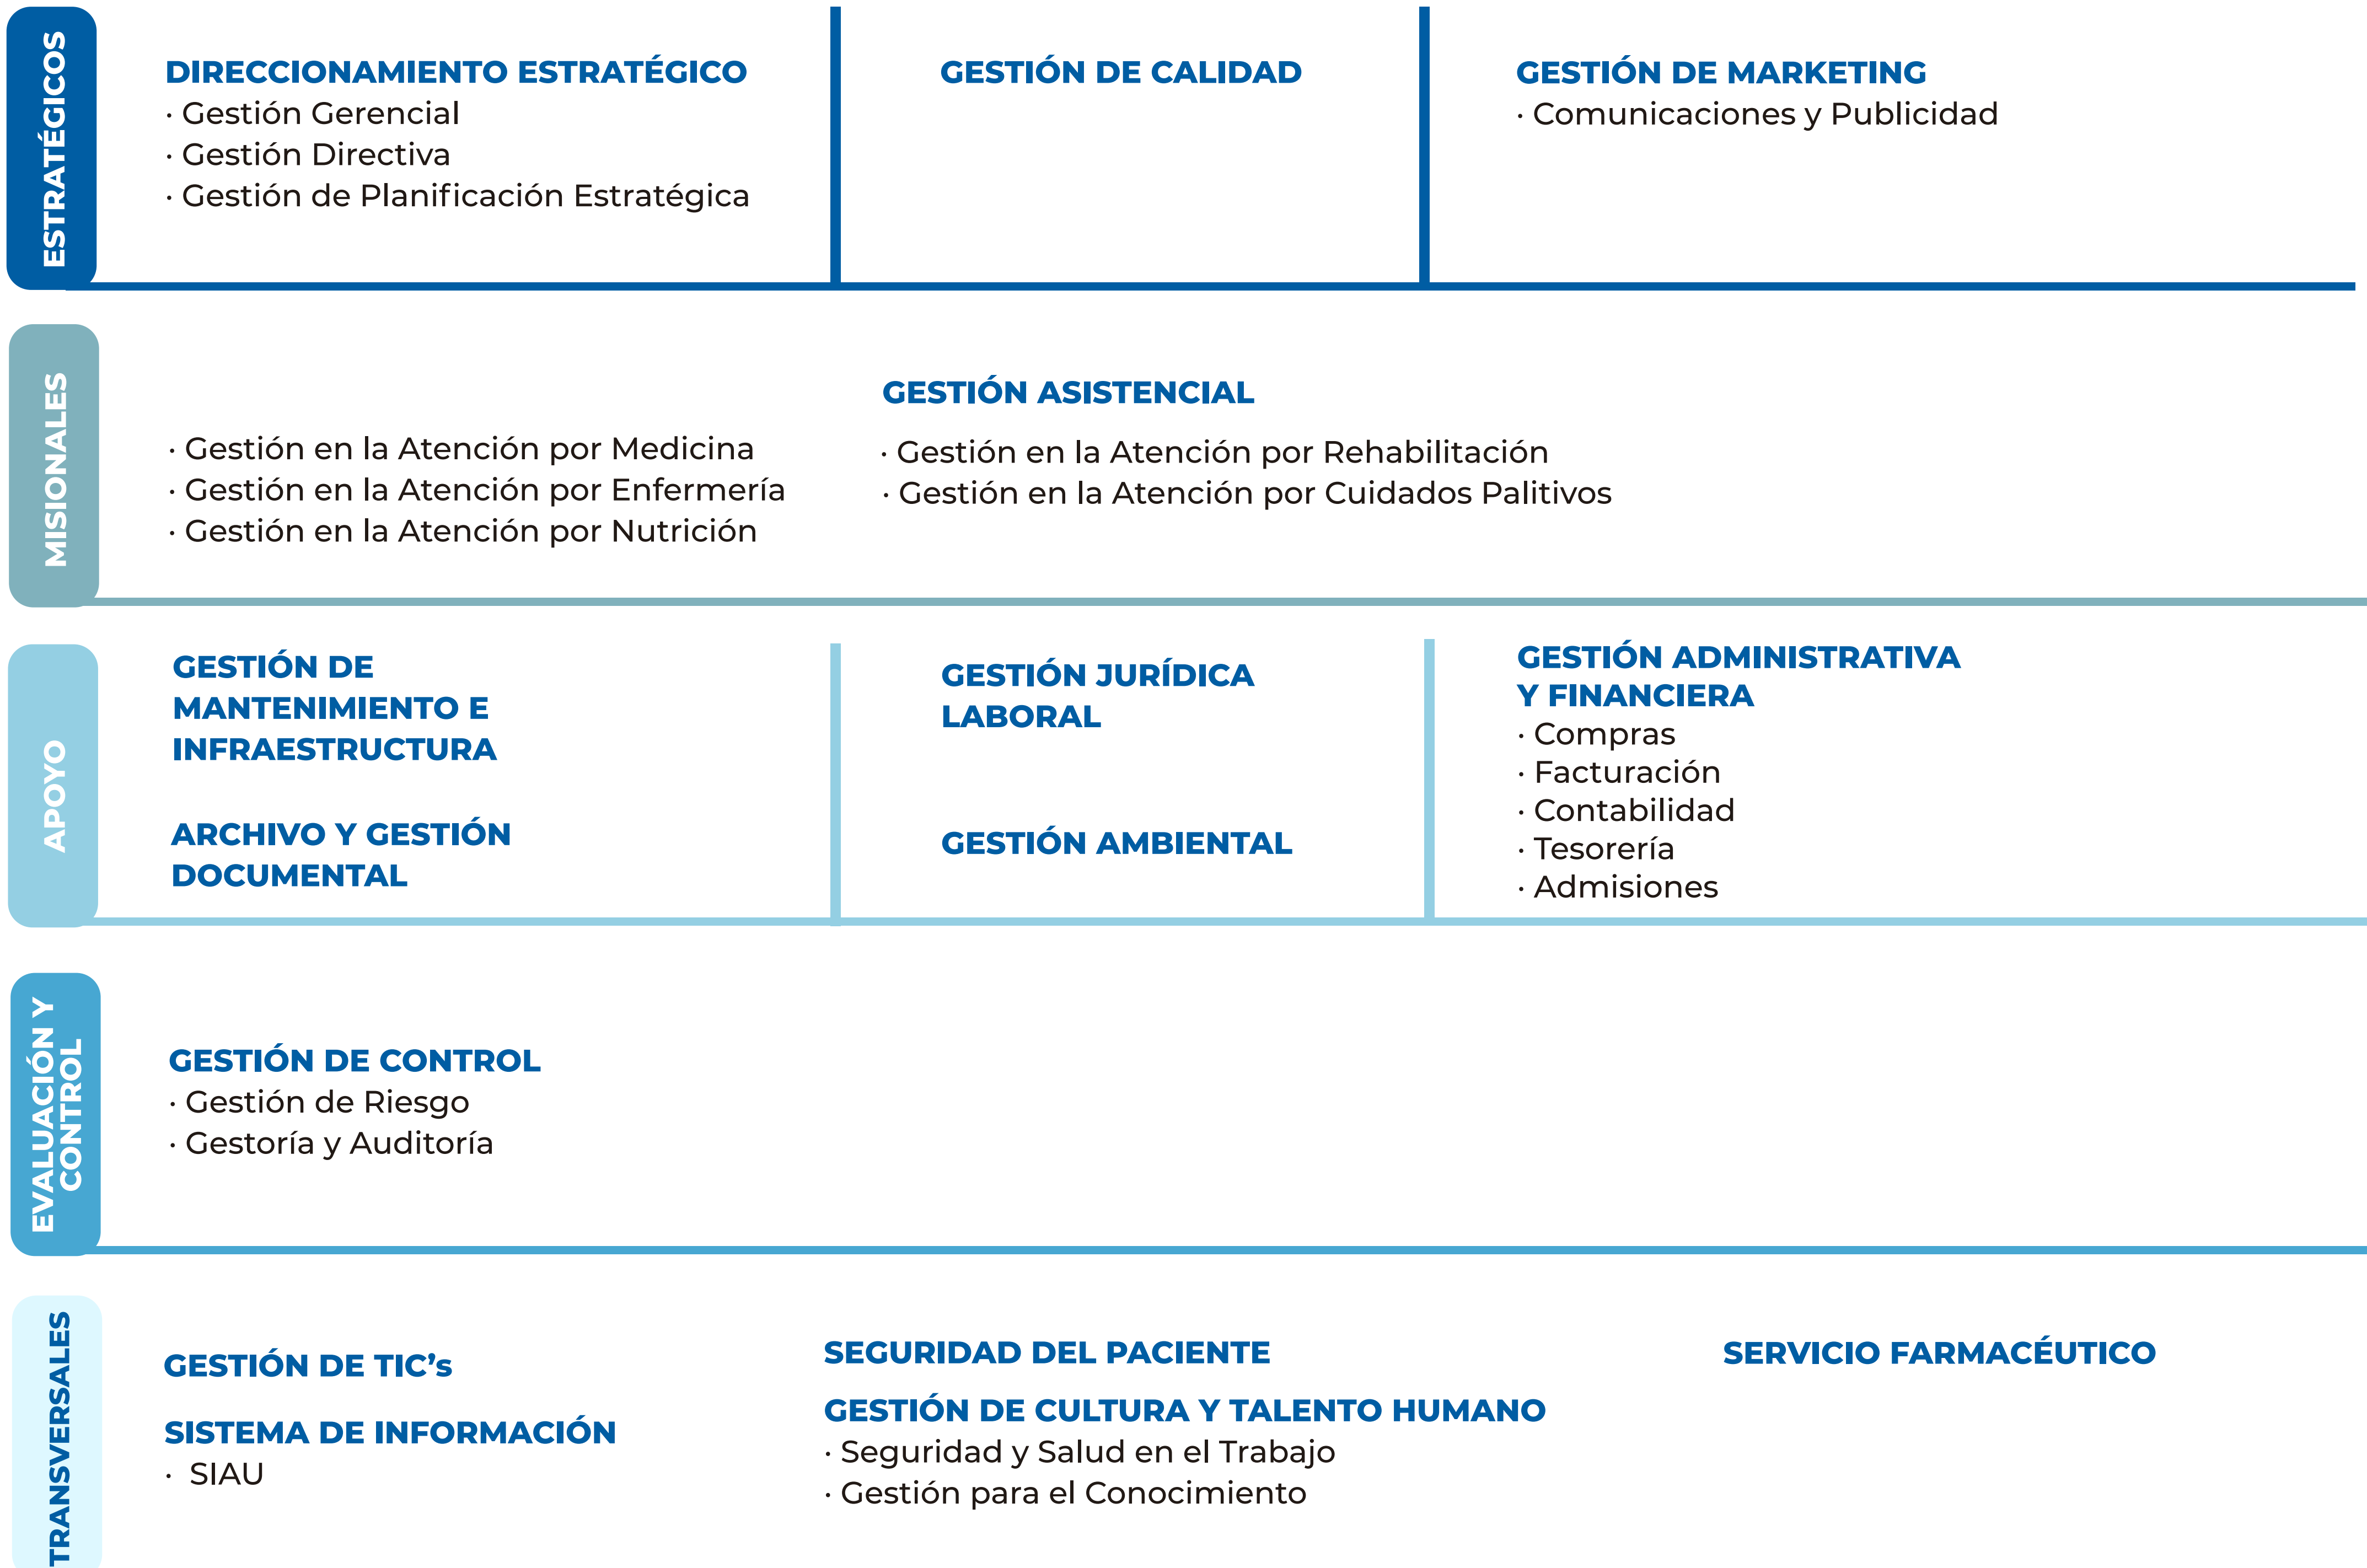 ESTRATÉGICOS
DIRECCIONAMIENTO ESTRATÉGICO
· Gestión Gerencial
· Gestión Directiva
· Gestión de Planificación Estratégica
GESTIÓN DE CALIDAD
GESTIÓN DE MARKETING
· Comunicaciones y Publicidad
MISIONALES
GESTIÓN ASISTENCIAL
· Gestión en la Atención por Medicina
· Gestión en la Atención por Enfermería
· Gestión en la Atención por Nutrición
· Gestión en la Atención por Rehabilitación
· Gestión en la Atención por Cuidados Palitivos
APOYO
GESTIÓN DE
MANTENIMIENTO E
INFRAESTRUCTURA
ARCHIVO Y GESTIÓN
DOCUMENTAL
GESTIÓN JURÍDICA
LABORAL
GESTIÓN AMBIENTAL
GESTIÓN ADMINISTRATIVA
Y FINANCIERA
· Compras
· Facturación
· Contabilidad
· Tesorería
· Admisiones
EVALUACIÓN Y
CONTROL
GESTIÓN DE CONTROL
· Gestión de Riesgo
· Gestoría y Auditoría
TRANSVERSALES
GESTIÓN DE TIC’s
SISTEMA DE INFORMACIÓN
· SIAU
SEGURIDAD DEL PACIENTE
GESTIÓN DE CULTURA Y TALENTO HUMANO
· Seguridad y Salud en el Trabajo
· Gestión para el Conocimiento
SERVICIO FARMACÉUTICO